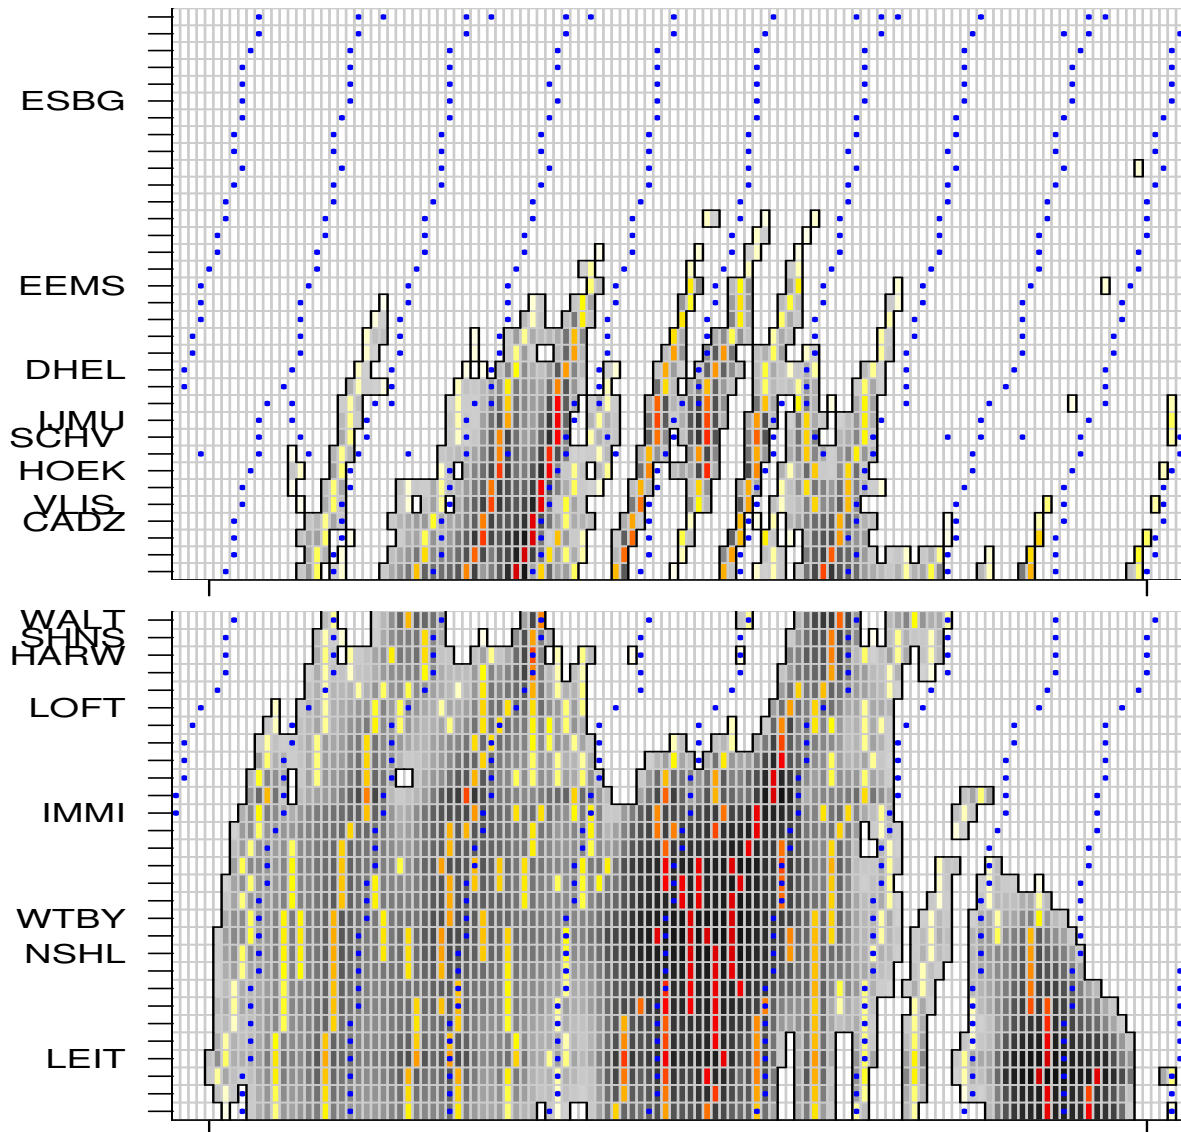 ESBG
EEMS
DHEL
IJMU
SCHV
HOEK
VLIS
CADZ
WALT
SHNS
HARW
LOFT
IMMI
WTBY
NSHL
LEIT